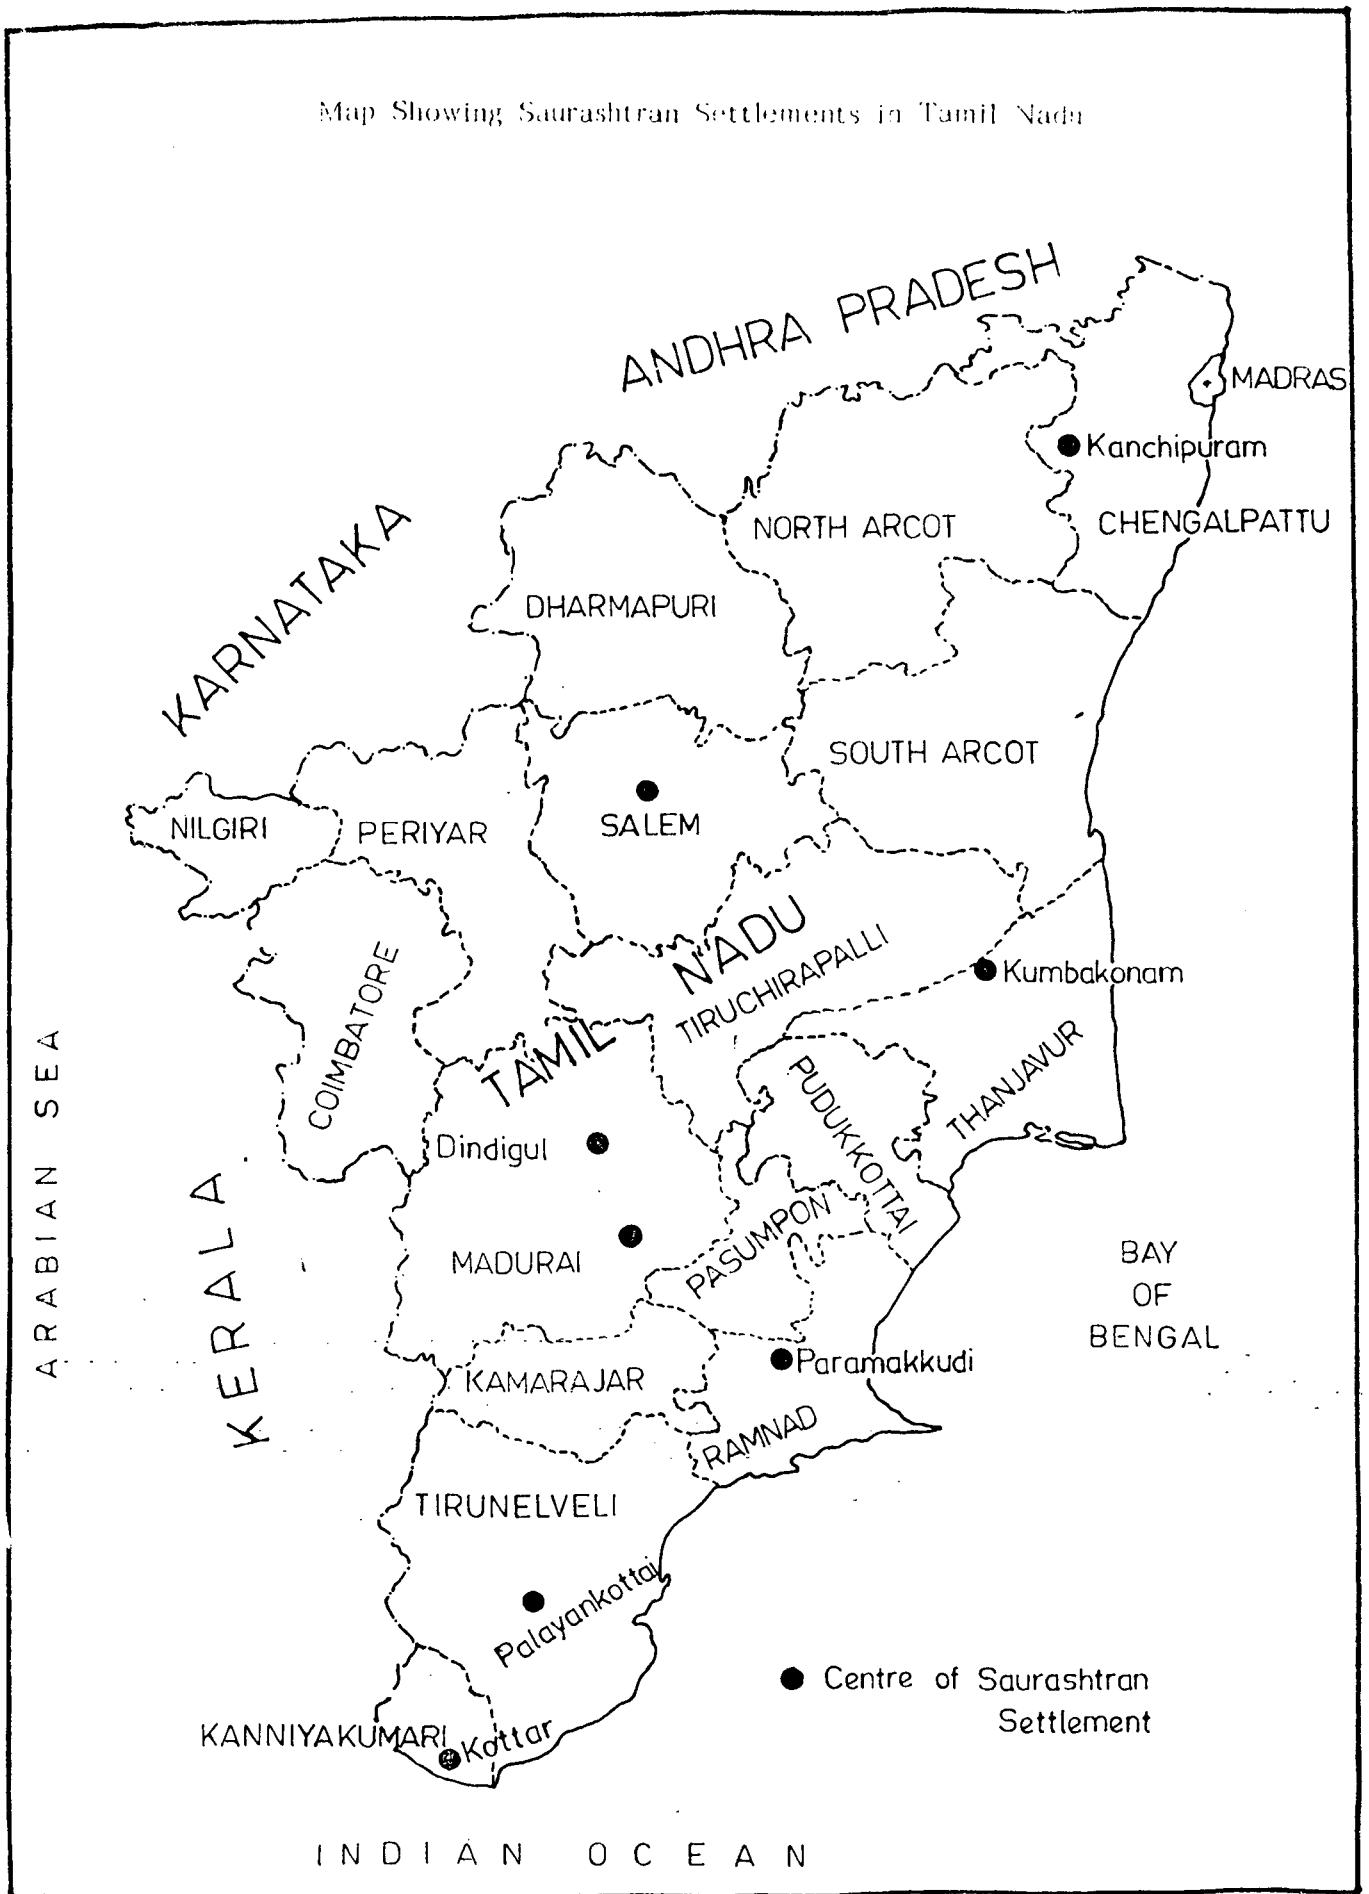 Map Showing Saurashtran Settlements in Tamil Nadu
ANDHRA PRADESH
MADRAS
Kanchipuram
KARNATAKA
NORTH ARCOT
CHENGALPATTU
DHARMAPURI
SOUTH ARCOT
NILGIRI
PERIYAR
SALEM
TAMIL NADU
TIRUCHIRAPALLI
Kumbakonam
COIMBATORE
THANJAVUR
PUDUKKOTTAI
ARABIAN SEA
KERALA
Dindigul
MADURAI
PASUMPON
BAY
OF
BENGAL
Paramakkudi
KAMARAJAR
RAMNAD
TIRUNELVELI
Palayankottai
Centre of Saurashtran
Settlement
KANNIYAKUMARI
Kottar
INDIAN OCEAN